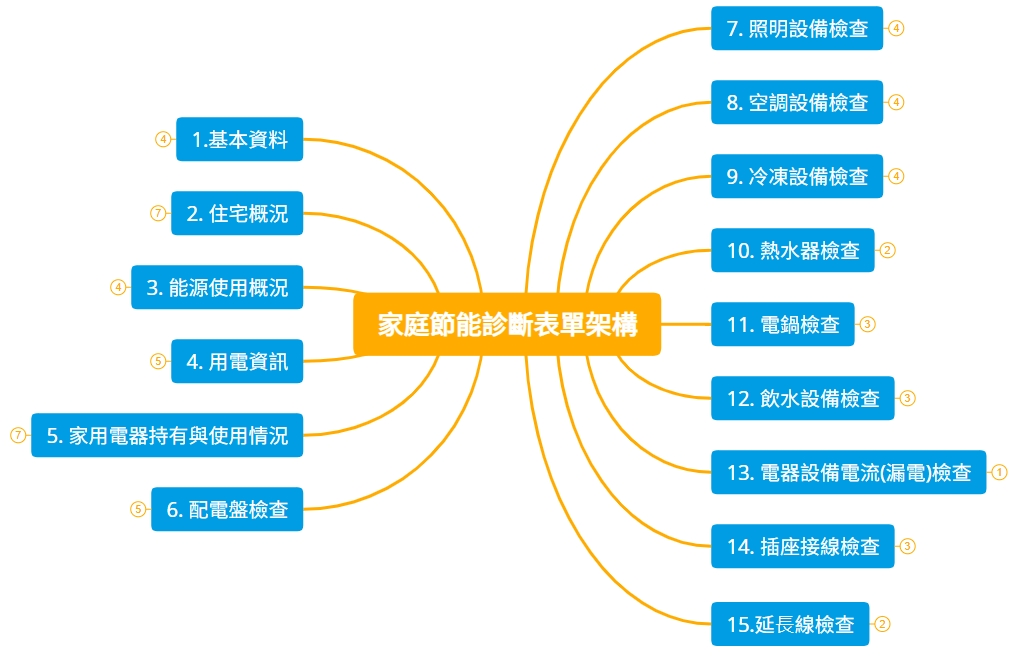 家庭節能診斷表單架構
1.基本資料
④
2. 住宅概況
⑦
3. 能源使用概況
④
4. 用電資訊
⑤
5. 家用電器持有與使用情況
⑦
6. 配電盤檢查
⑤
7. 照明設備檢查
④
8. 空調設備檢查
④
9. 冷凍設備檢查
④
10. 熱水器檢查
②
11. 電鍋檢查
③
12. 飲水設備檢查
③
13. 電器設備電流(漏電)檢查
①
14. 插座接線檢查
③
15.延長線檢查
②